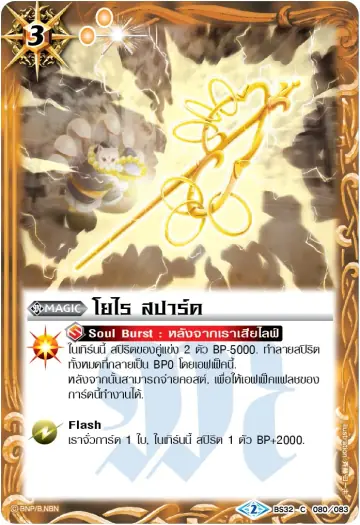 3
MAGIC โยไร สปาร์ค
Soul Burst : หลังจากเราเสียไลฟ์
ในเทิร์นนี้ สปิริตของคู่แข่ง 2 ตัว BP-5000. ทำลายสปิริต
ทั้งหมดที่กลายเป็น BP0 โดยเอฟเฟ็คนี้.
หลังจากนั้นสามารถจ่ายคอสต์, เพื่อให้เอฟเฟ็คแฟลชของ
การ์ดนี้ทำงานได้.
Flash
เราจั่วการ์ด 1 ใบ, ในเทิร์นนี้ สปิริต 1 ตัว BP+2000.
©BNP/B,NBN
2
BS32-C 080/083